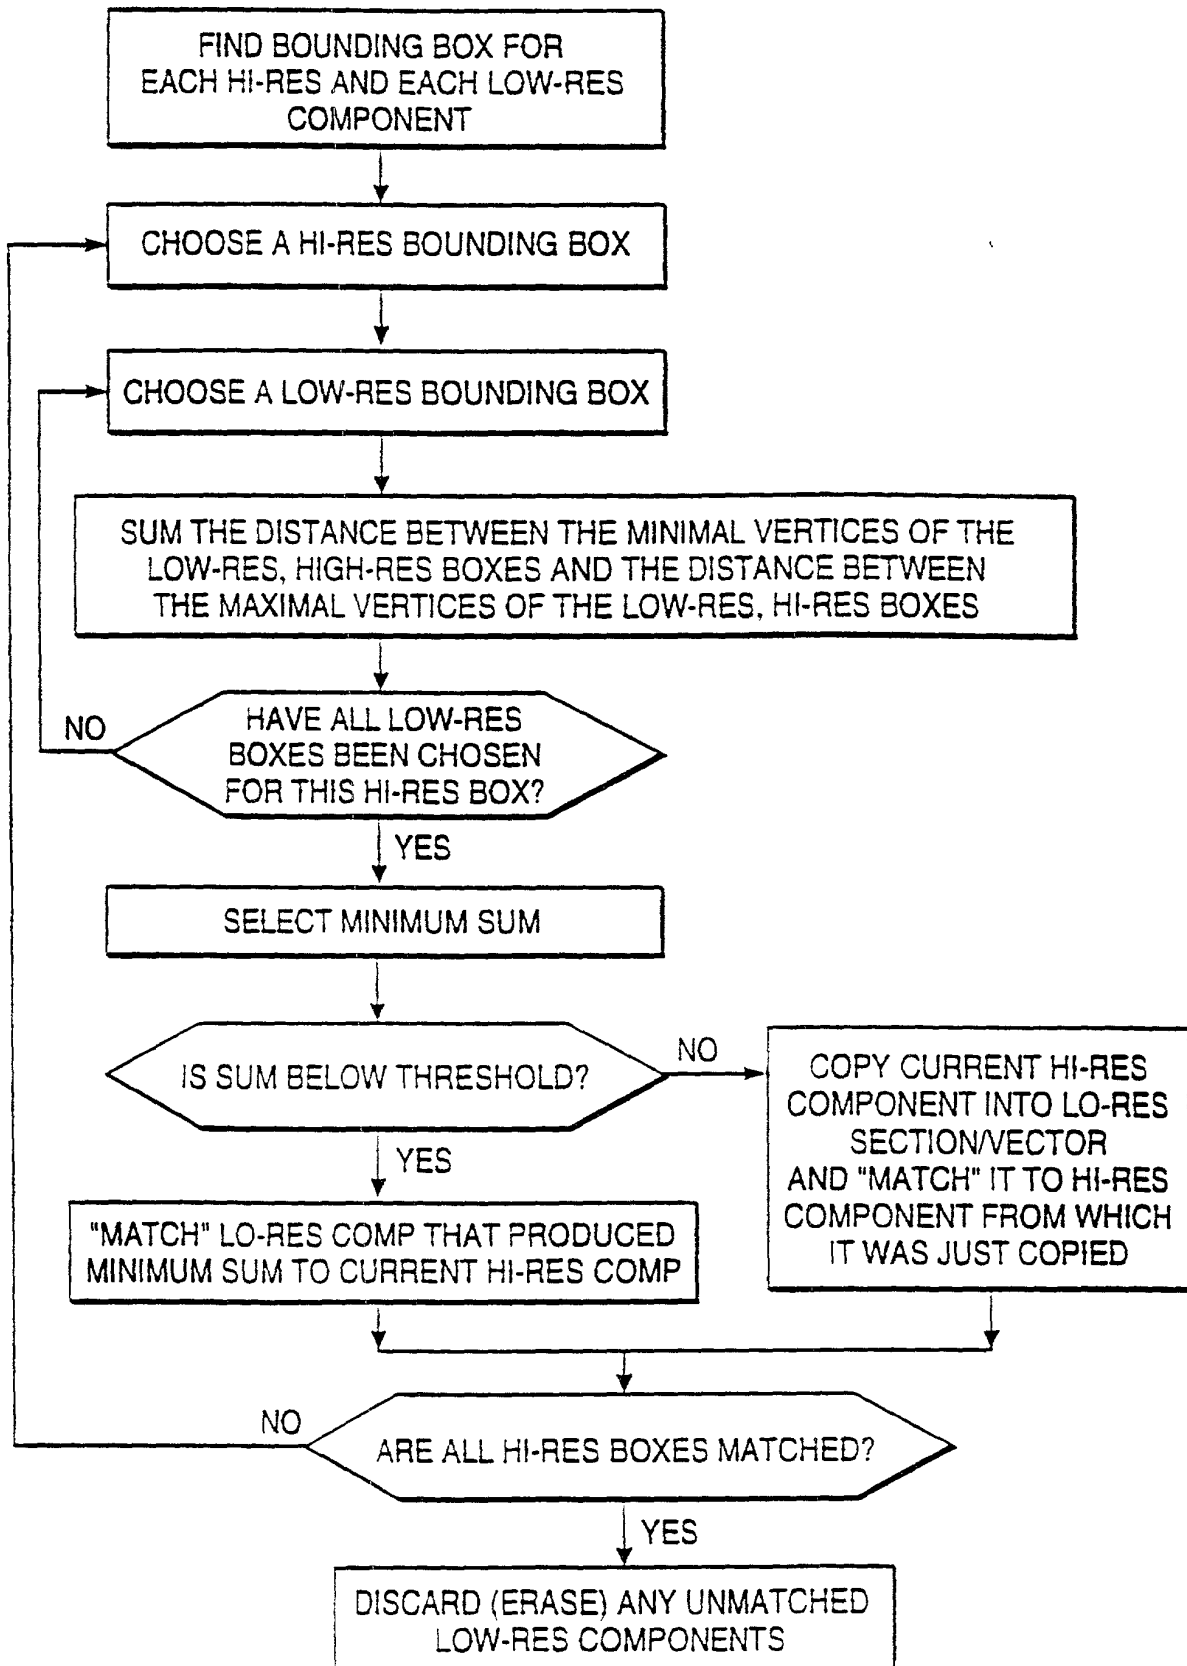 FIND BOUNDING BOX FOR
EACH HI-RES AND EACH LOW-RES
COMPONENT
CHOOSE A HI-RES BOUNDING BOX
CHOOSE A LOW-RES BOUNDING BOX
SUM THE DISTANCE BETWEEN THE MINIMAL VERTICES OF THE
LOW-RES, HIGH-RES BOXES AND THE DISTANCE BETWEEN
THE MAXIMAL VERTICES OF THE LOW-RES, HI-RES BOXES
NO
HAVE ALL LOW-RES
BOXES BEEN CHOSEN
FOR THIS HI-RES BOX?
YES
SELECT MINIMUM SUM
IS SUM BELOW THRESHOLD?
NO
COPY CURRENT HI-RES
COMPONENT INTO LO-RES
SECTION/VECTOR
AND "MATCH" IT TO HI-RES
COMPONENT FROM WHICH
IT WAS JUST COPIED
YES
"MATCH" LO-RES COMP THAT PRODUCED
MINIMUM SUM TO CURRENT HI-RES COMP
NO
ARE ALL HI-RES BOXES MATCHED?
YES
DISCARD (ERASE) ANY UNMATCHED
LOW-RES COMPONENTS